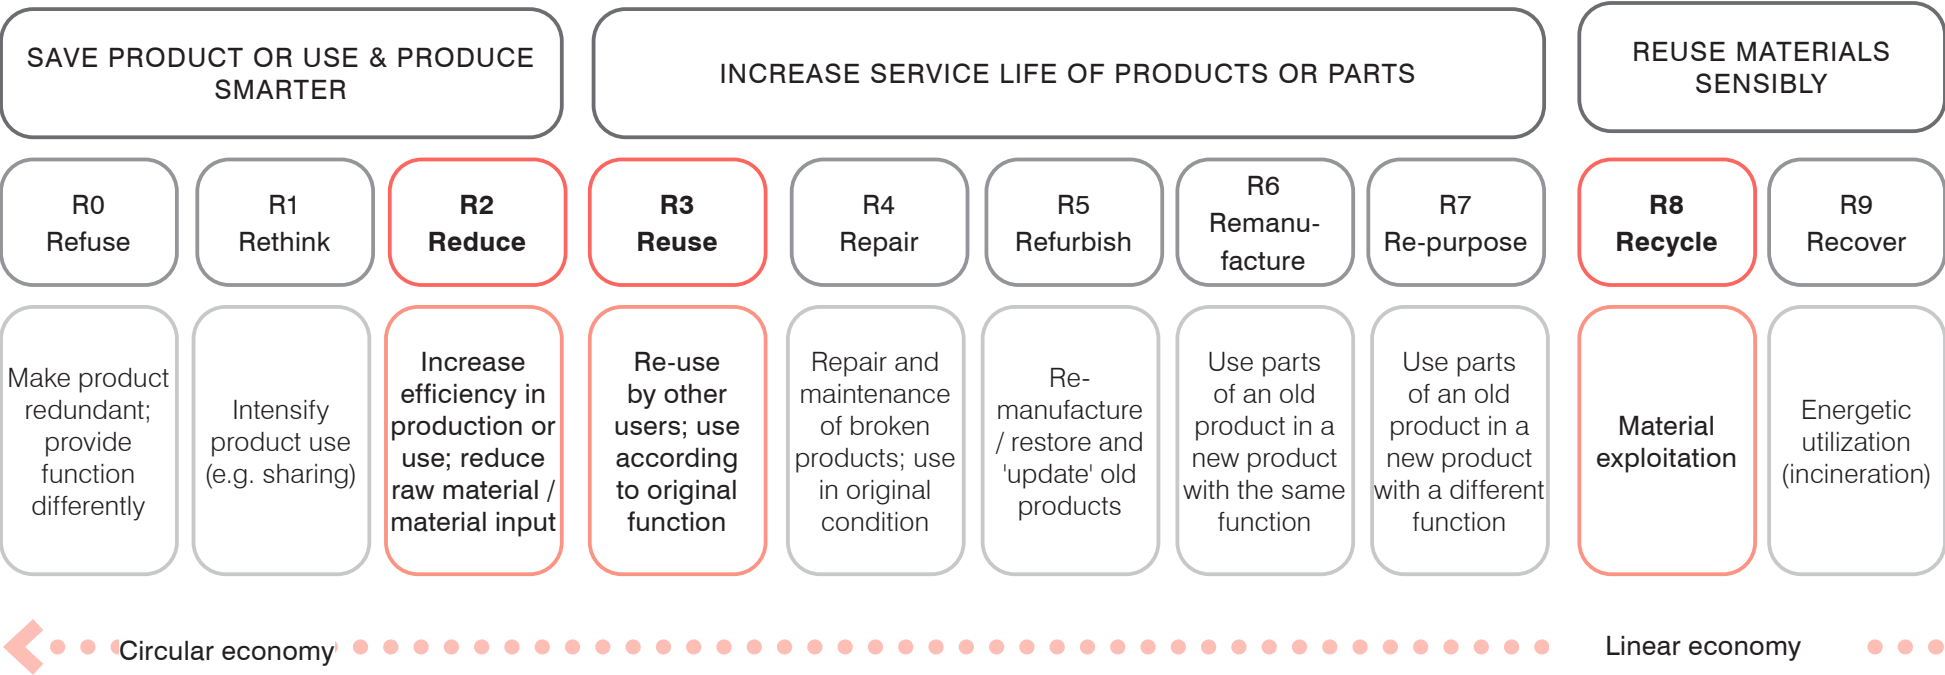 SAVE PRODUCT OR USE & PRODUCE
SMARTER
INCREASE SERVICE LIFE OF PRODUCTS OR PARTS
REUSE MATERIALS
SENSIBLY
R0
Refuse
R1
Rethink
R2
Reduce
R3
Reuse
R4
Repair
R5
Refurbish
R6
Remanu-
facture
R7
Re-purpose
R8
Recycle
R9
Recover
Make product
redundant;
provide
function
differently
Intensify
product use
(e.g. sharing)
Increase
efficiency in
production or
use; reduce
raw material /
material input
Re-use
by other
users; use
according
to original
function
Repair and
maintenance
of broken
products; use
in original
condition
Re-
manufacture
/ restore and
'update' old
products
Use parts
of an old
product in a
new product
with the same
function
Use parts
of an old
product in a
new product
with a different
function
Material
exploitation
Energetic
utilization
(incineration)
Circular economy
Linear economy